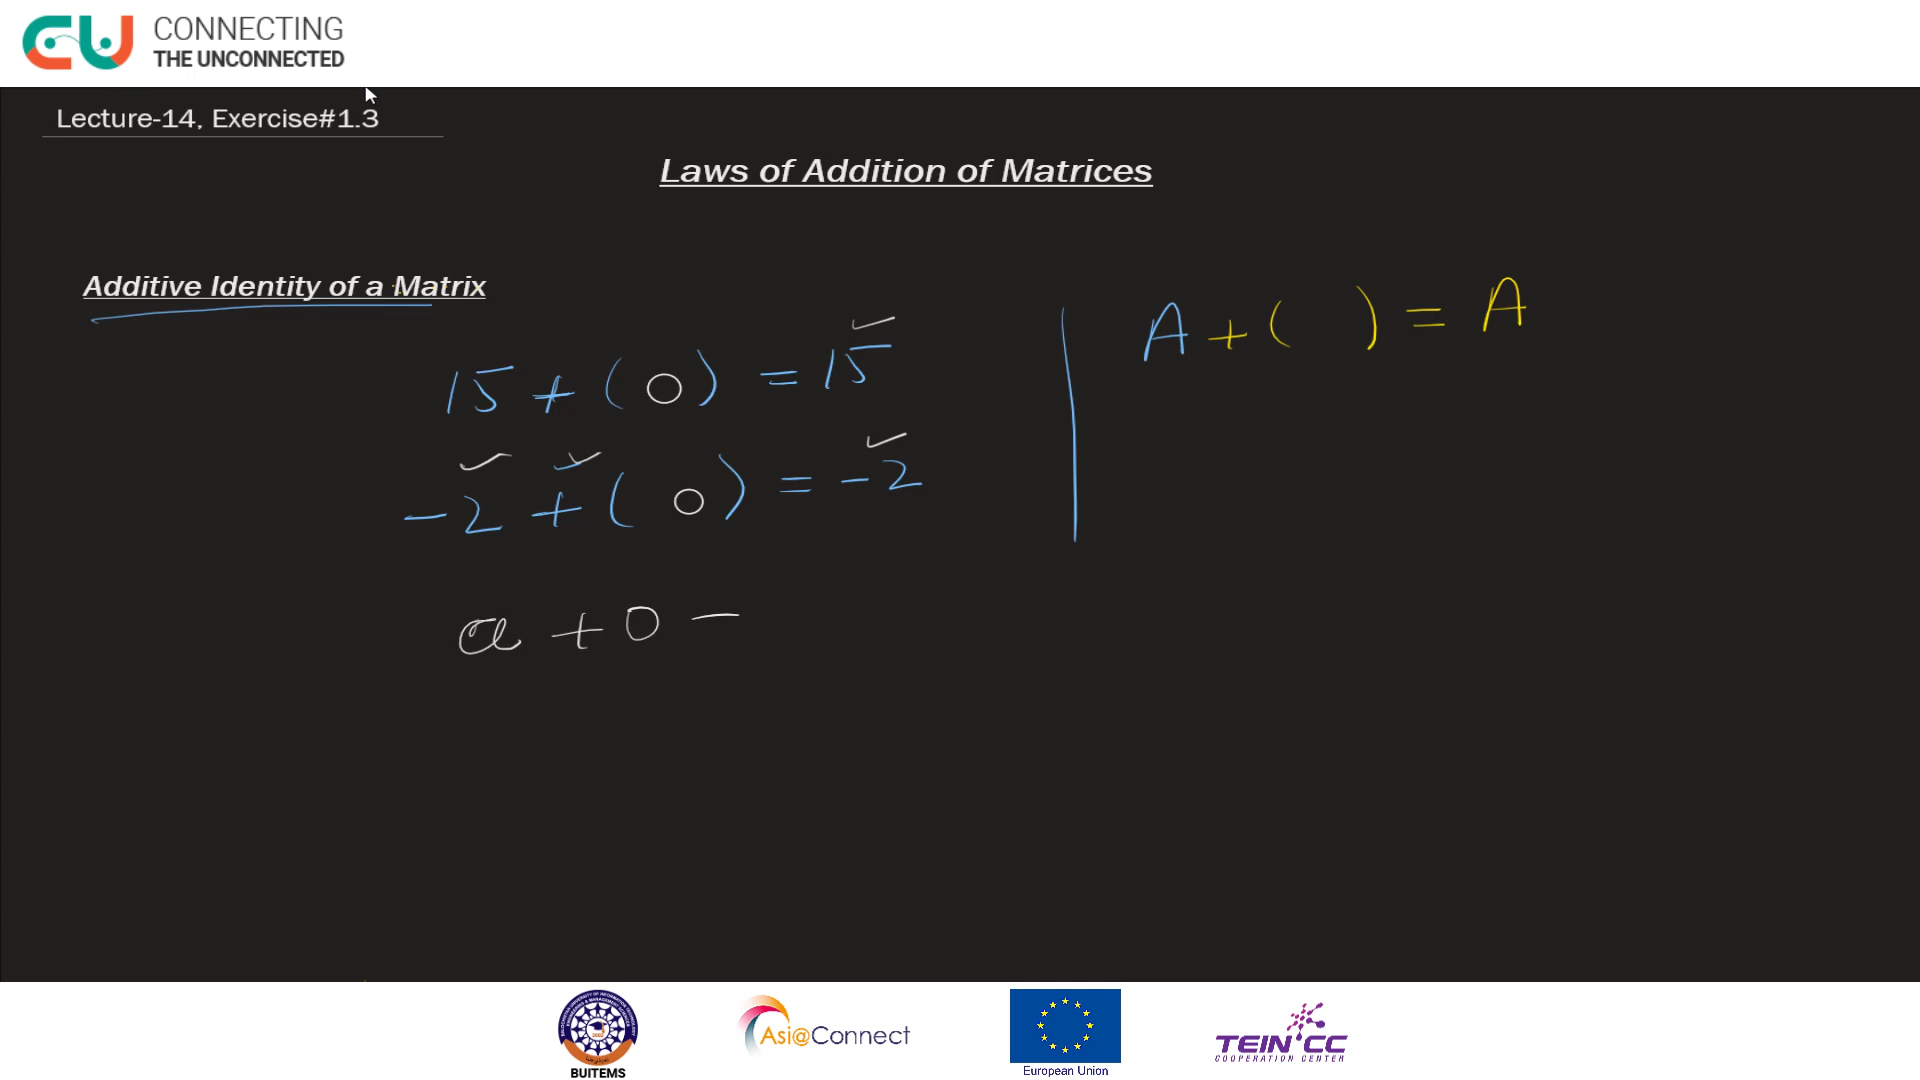 CONNECTING
THE UNCONNECTED
Lecture-14, Exercise#1.3
Laws of Addition of Matrices
Additive Identity of a Matrix
15 + ( 0 ) = 15
-2 + ( 0 ) = -2
a + 0 -
A + (   ) = A
BUITEMS
Asi@Connect
European Union
TEIN*CC
COOPERATION CENTER